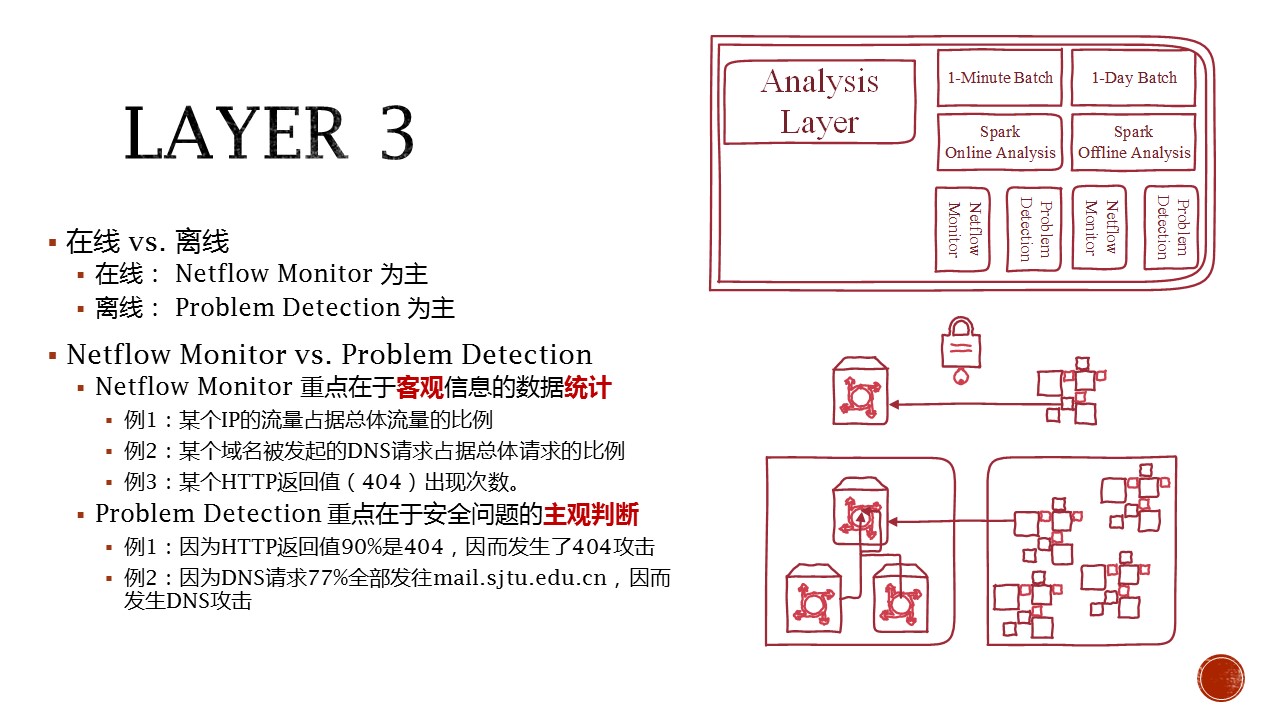 LAYER 3
在线 vs. 离线
在线： Netflow Monitor 为主
离线： Problem Detection 为主
Netflow Monitor vs. Problem Detection
Netflow Monitor 重点在于客观信息的数据统计
例1：某个IP的流量占据总体流量的比例
例2：某个域名被发起的DNS请求占据总体请求的比例
例3：某个HTTP返回值（404）出现次数。
Problem Detection 重点在于安全问题的主观判断
例1：因为HTTP返回值90%是404，因而发生了404攻击
例2：因为DNS请求77%全部发往mail.sjtu.edu.cn，因而
发生DNS攻击
Analysis
Layer
1-Minute Batch
1-Day Batch
Spark
Online Analysis
Spark
Offline Analysis
Netflow
Monitor
Problem
Detection
Netflow
Monitor
Problem
Detection